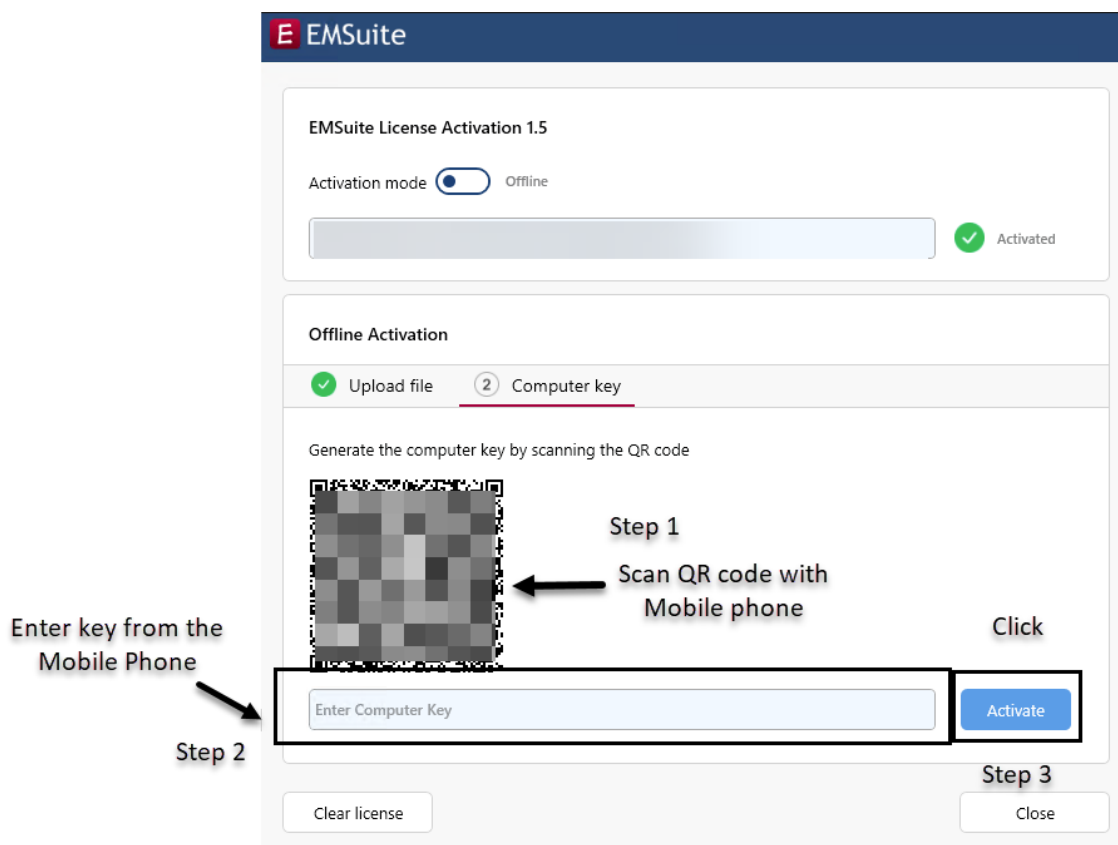 E EMSuite
EMSuite License Activation 1.5
Activation mode Offline
Activated
Offline Activation
Upload file 2 Computer key
Generate the computer key by scanning the QR code
Step 1
Scan QR code with
Mobile phone
Enter key from the
Mobile Phone
Step 2
Enter Computer Key
Click
Activate
Step 3
Clear license
Close